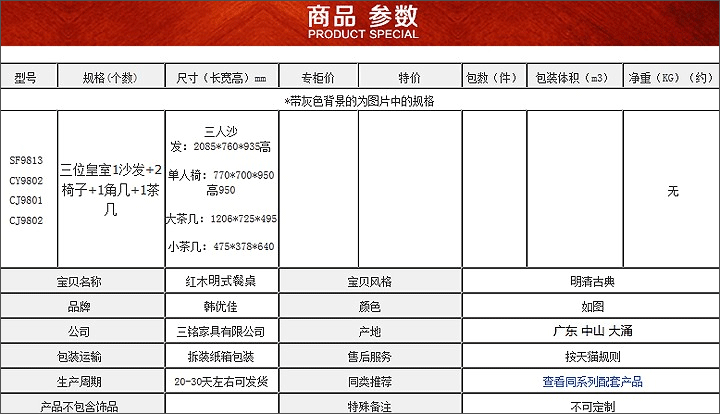 商品 参数
PRODUCT SPECIAL
型号 规格(个数) 尺寸（长宽高）mm 专柜价 特价 包数（件） 包装体积（m3） 净重（KG）（约）
*带灰色背景的为图片中的规格
SF9813
CY9802
CJ9801
CJ9802
三位皇室1沙发+2
椅子+1角几+1茶
几
三人沙
发：2085*760*935高
单人椅：770*700*950
高950
大茶几：1206*725*495
小茶几：475*378*640
无
宝贝名称 红木明式餐桌 宝贝风格 明清古典
品牌 韩优佳 颜色 如图
公司 三铭家具有限公司 产地 广东 中山 大涌
包装运输 拆装纸箱包装 售后服务 按天猫规则
生产周期 20-30天左右可发货 同类推荐 查看同系列配套产品
产品不包含饰品 特殊备注 不可定制